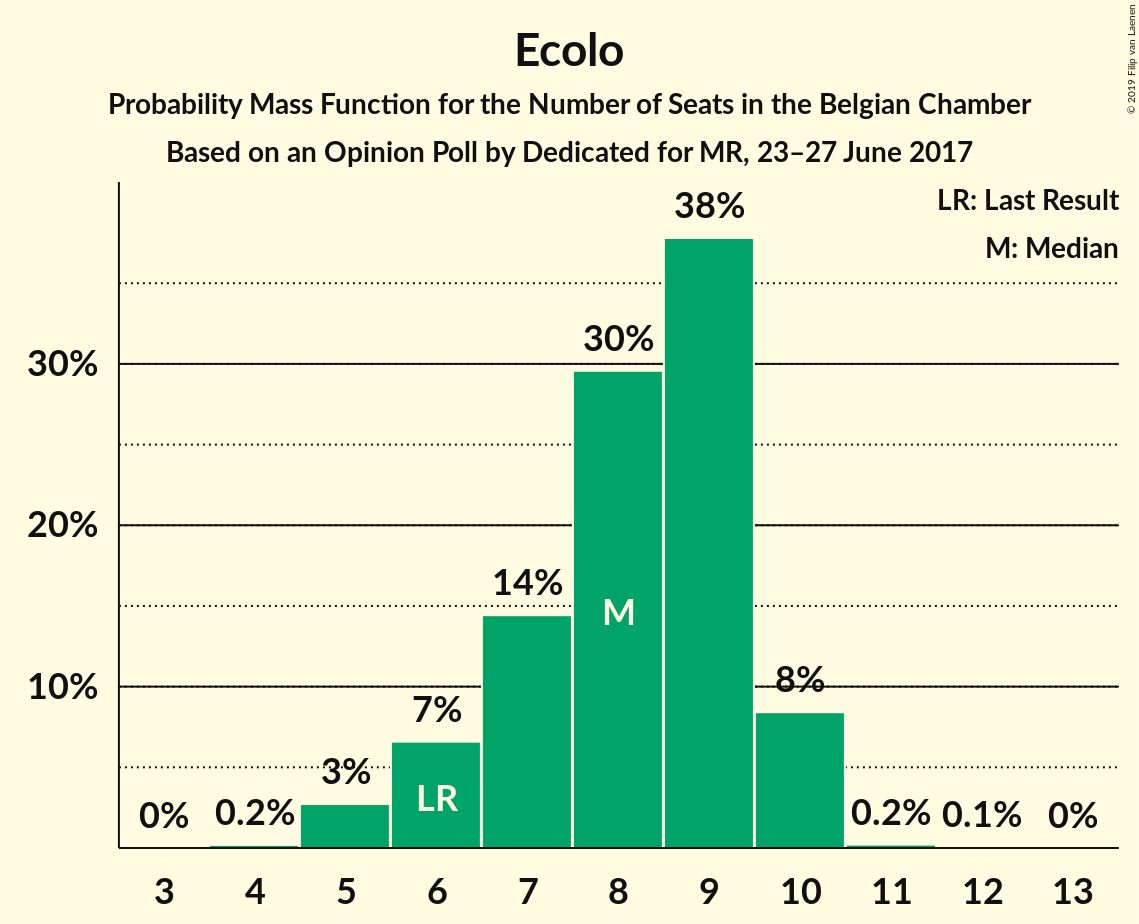 Ecolo
Probability Mass Function for the Number of Seats in the Belgian Chamber
Based on an Opinion Poll by Dedicated for MR, 23–27 June 2017
© 2019 Filip van Laenen
LR: Last Result
M: Median
38%
30%
30%
20%
14%
M
10%
8%
7%
3%
LR
0%
0.2%
0.2%
0.1%
0%
3 4 5 6 7 8 9 10 11 12 13